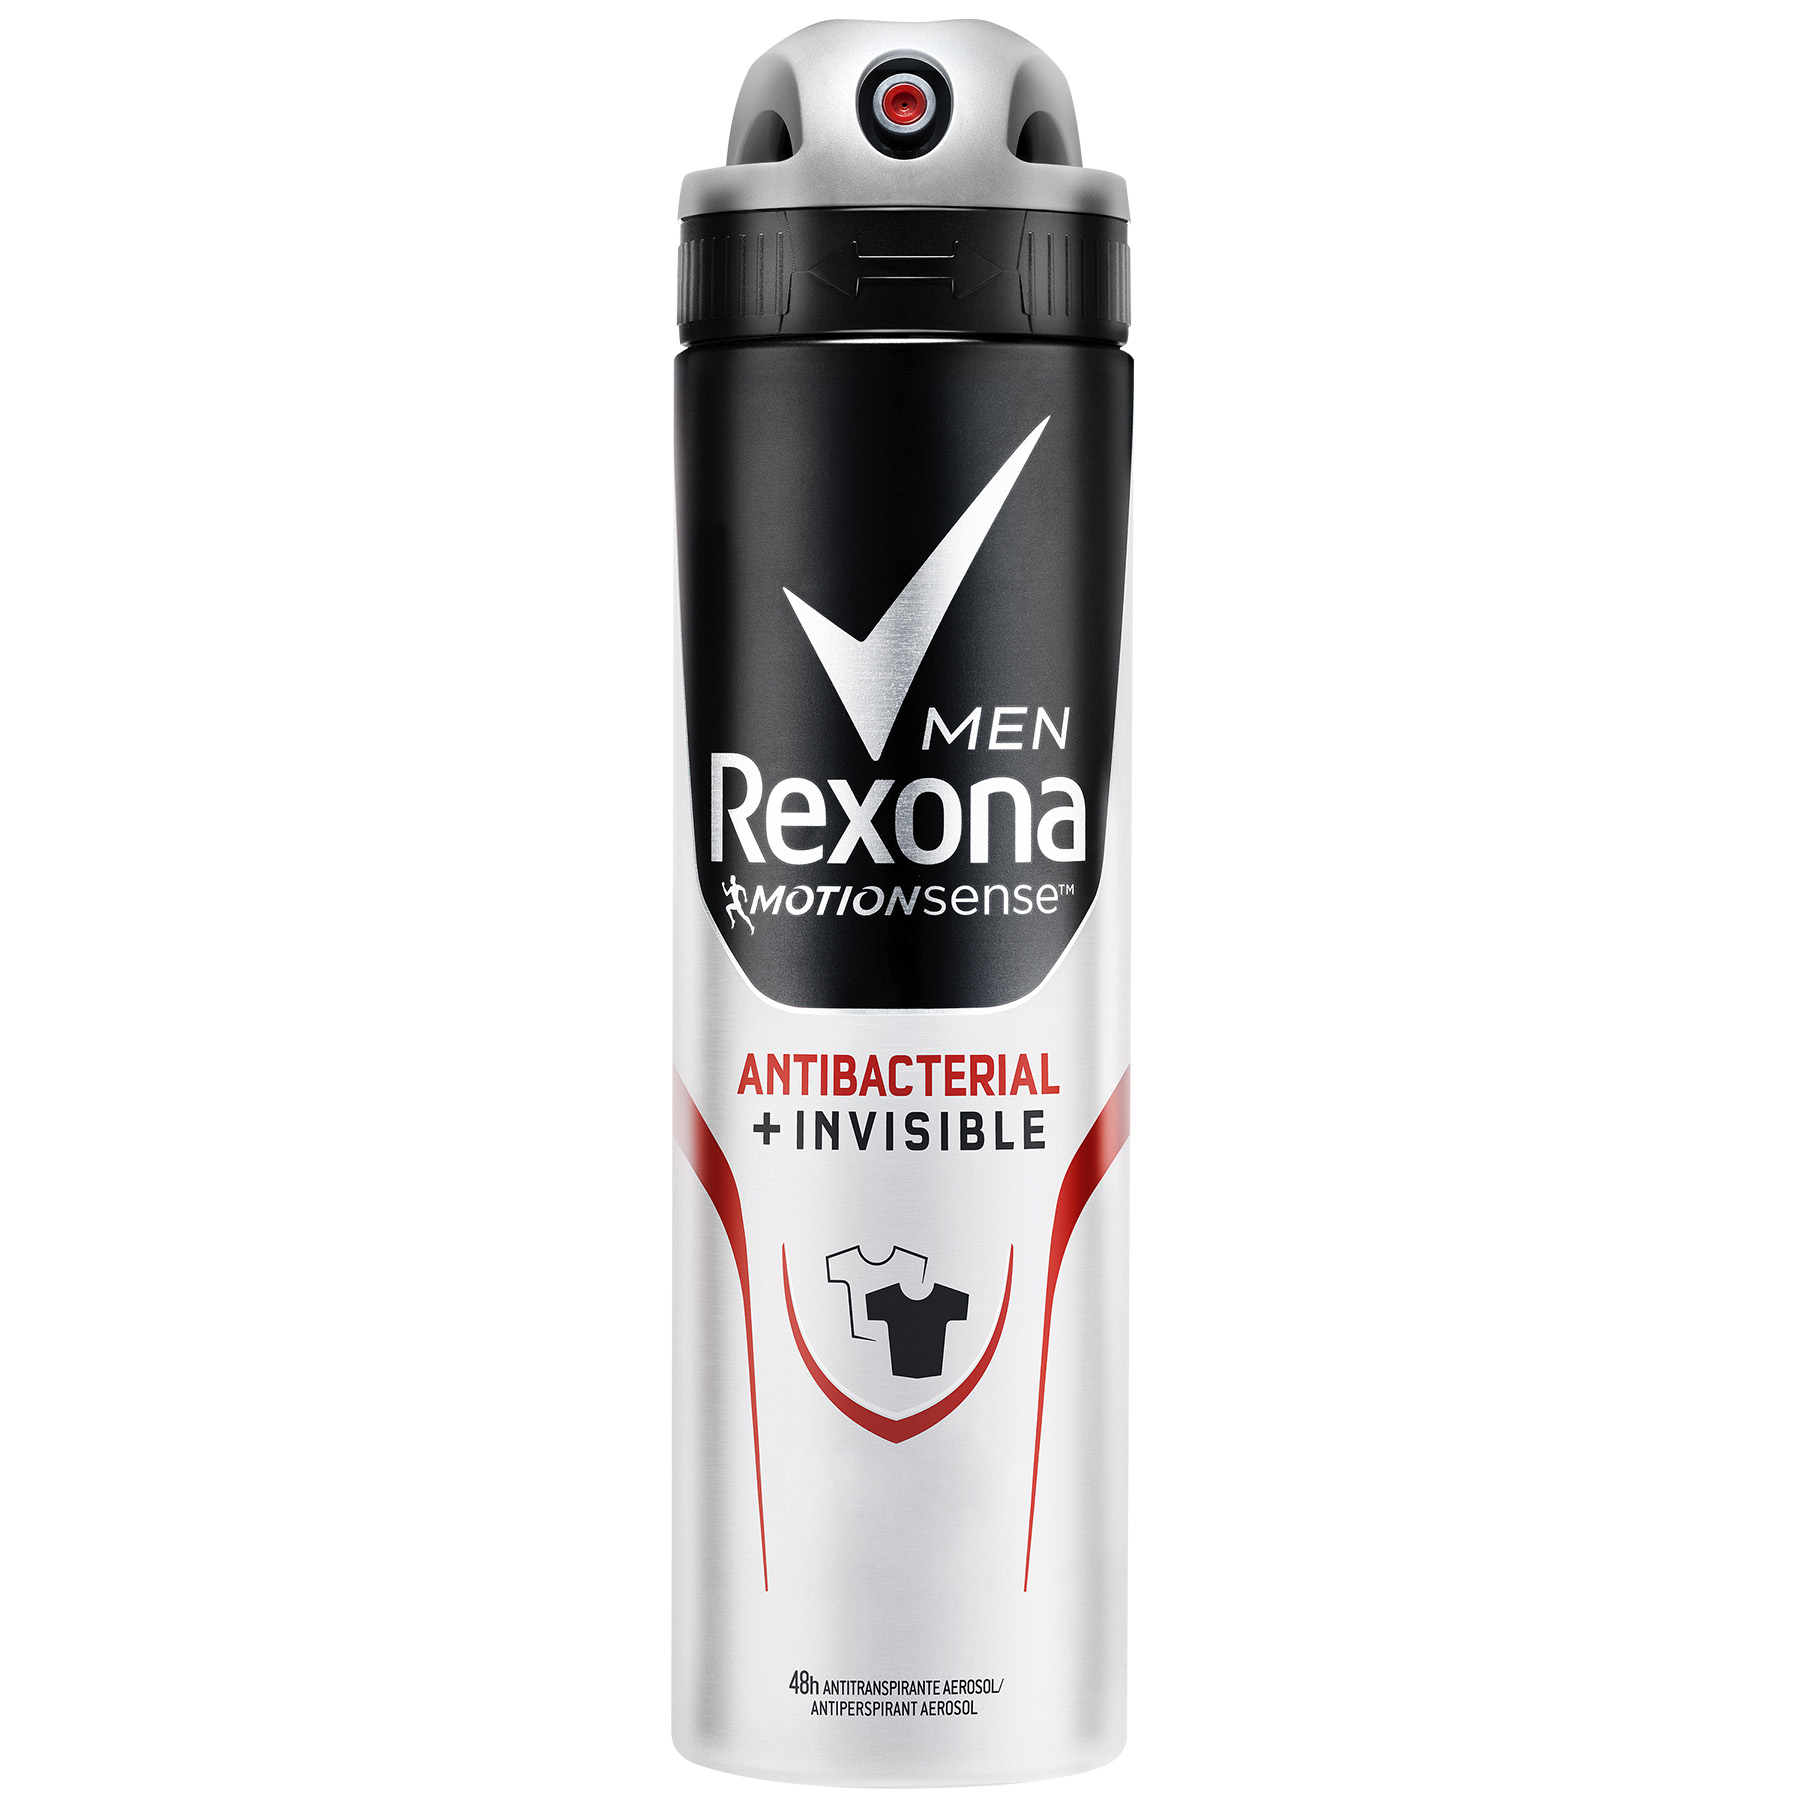 MEN
Rexona
MOTIONsense™
ANTIBACTERIAL
+INVISIBLE
48h ANTITRANSPIRANTE AEROSOL/
ANTIPERSPIRANT AEROSOL